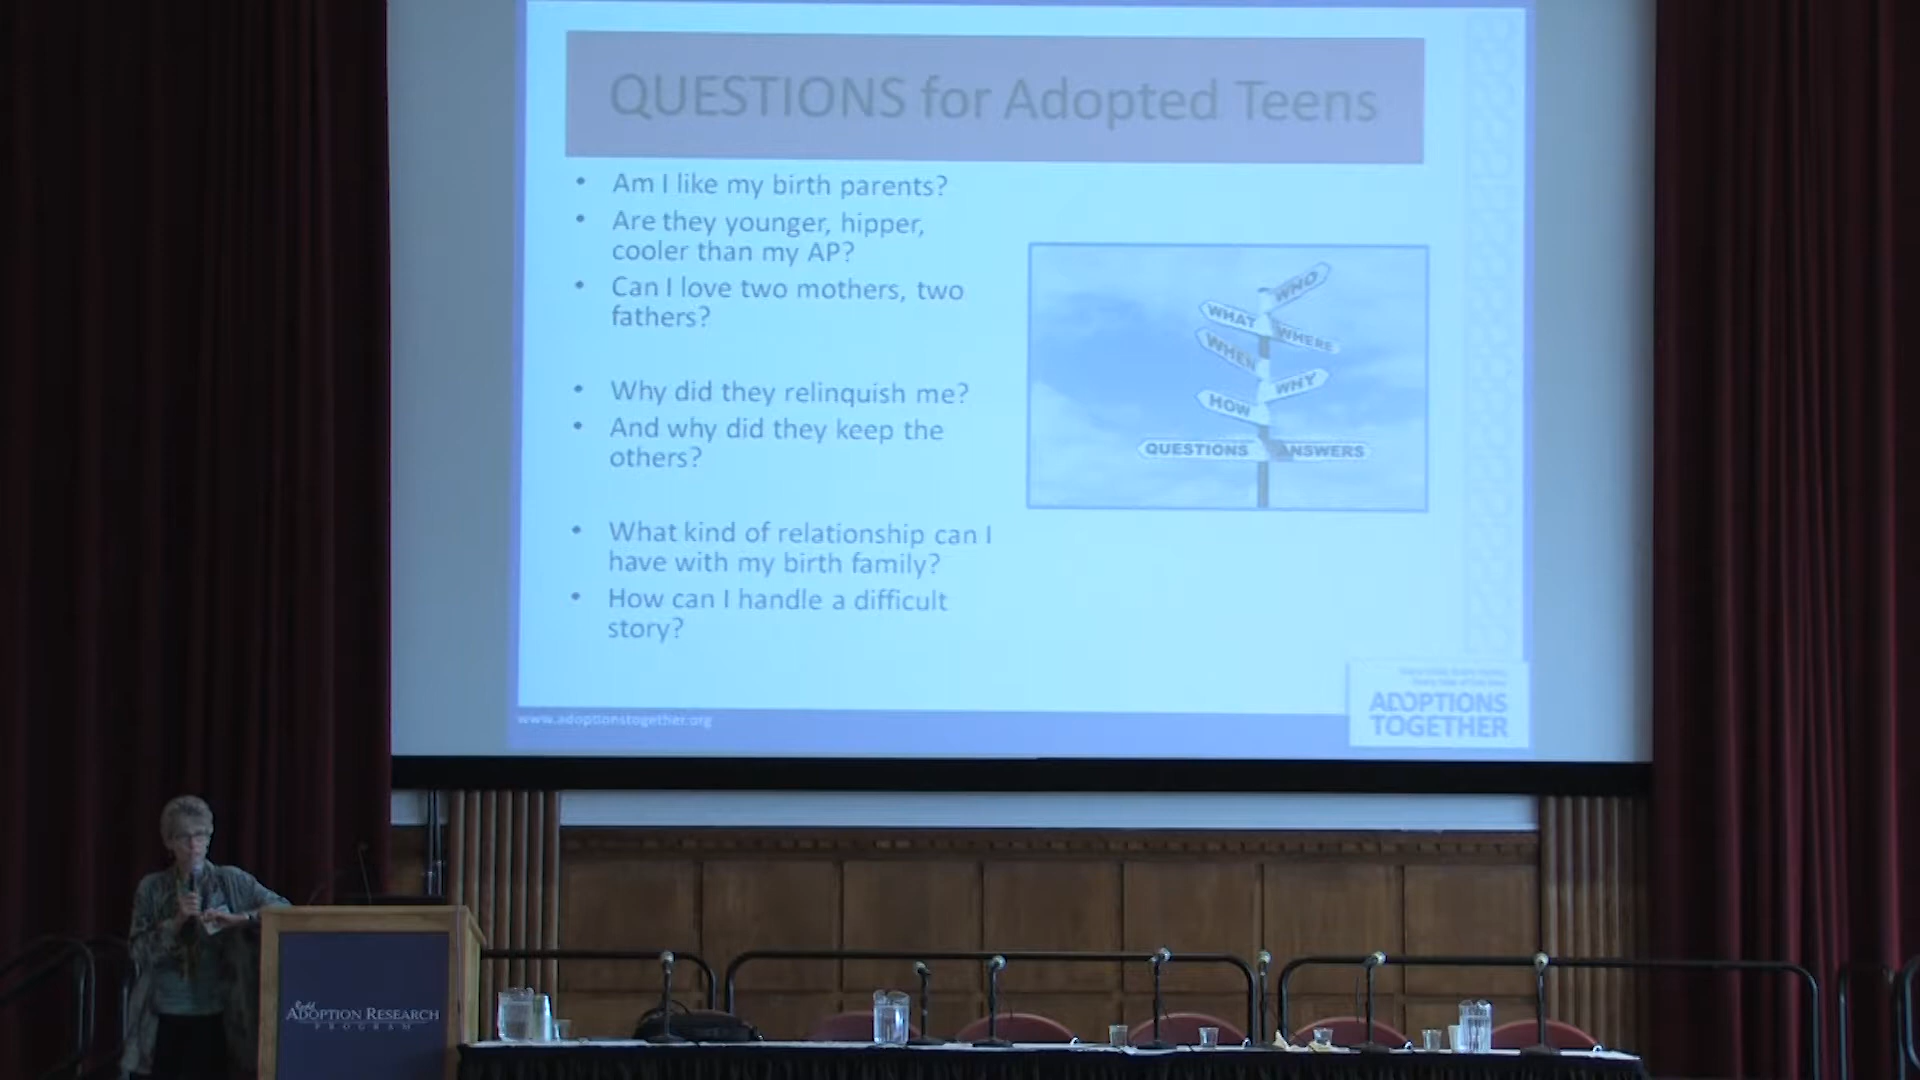 QUESTIONS for Adopted Teens
• Am I like my birth parents?
• Are they younger, hipper,
cooler than my AP?
• Can I love two mothers, two
fathers?
• Why did they relinquish me?
• And why did they keep the
others?
• What kind of relationship can I
have with my birth family?
• How can I handle a difficult
story?
WHO
WHAT
WHERE
WHEN
WHY
HOW
QUESTIONS
ANSWERS
www.adoptionstogether.org
ADOPTIONS
TOGETHER
Rudd
ADOPTION RESEARCH
PROGRAM